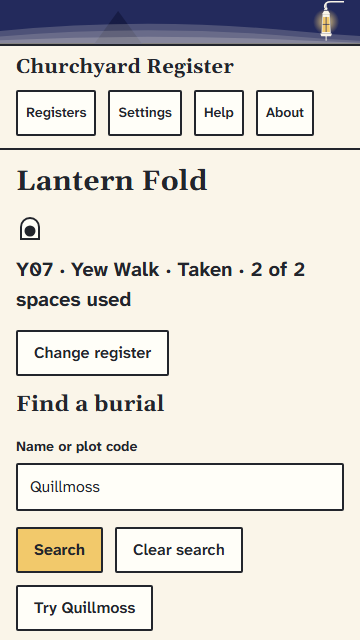 Churchyard Register
Registers
Settings
Help
About
Lantern Fold
Y07 · Yew Walk · Taken · 2 of 2
spaces used
Change register
Find a burial
Name or plot code
Quillmoss
Search
Clear search
Try Quillmoss